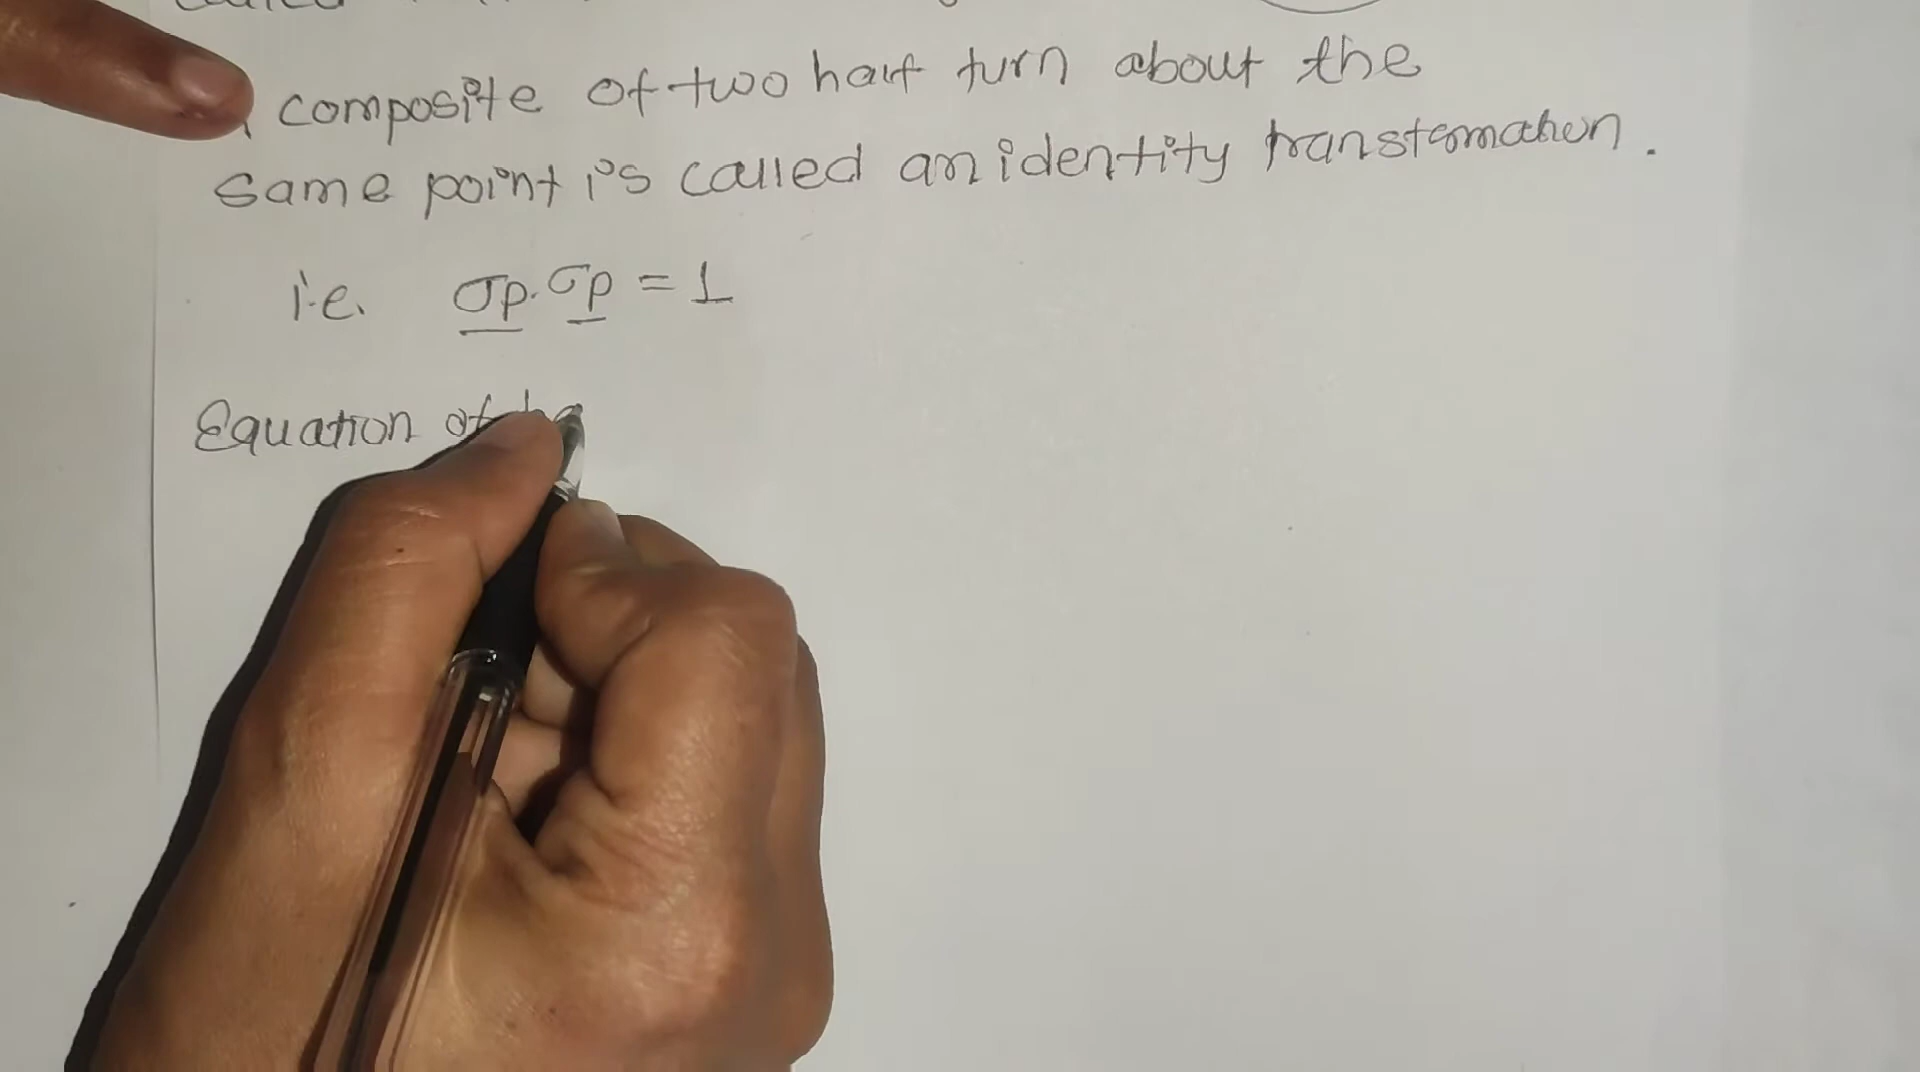 A composite of two half turn about the
same point is called an identity transformation.
i.e. σp.σp = 1
Equation of ha